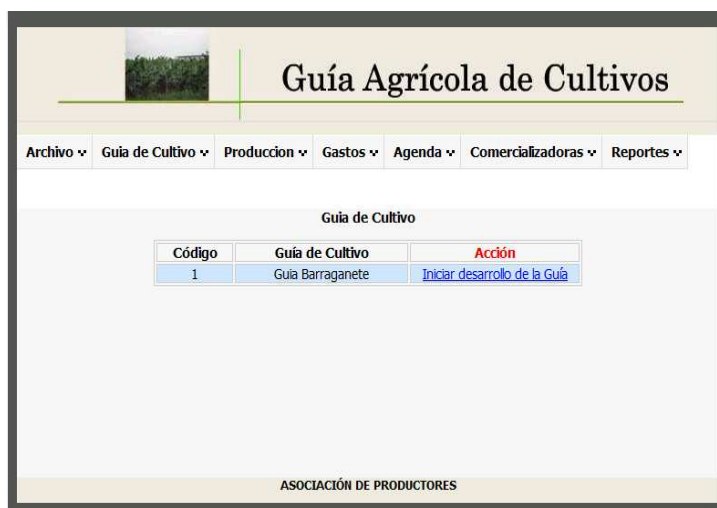 Guía Agrícola de Cultivos
Archivo Guia de Cultivo Produccion Gastos Agenda Comercializadoras Reportes
Guia de Cultivo
Código Guía de Cultivo Acción
1 Guia Barraganete Iniciar desarrollo de la Guía
ASOCIACIÓN DE PRODUCTORES